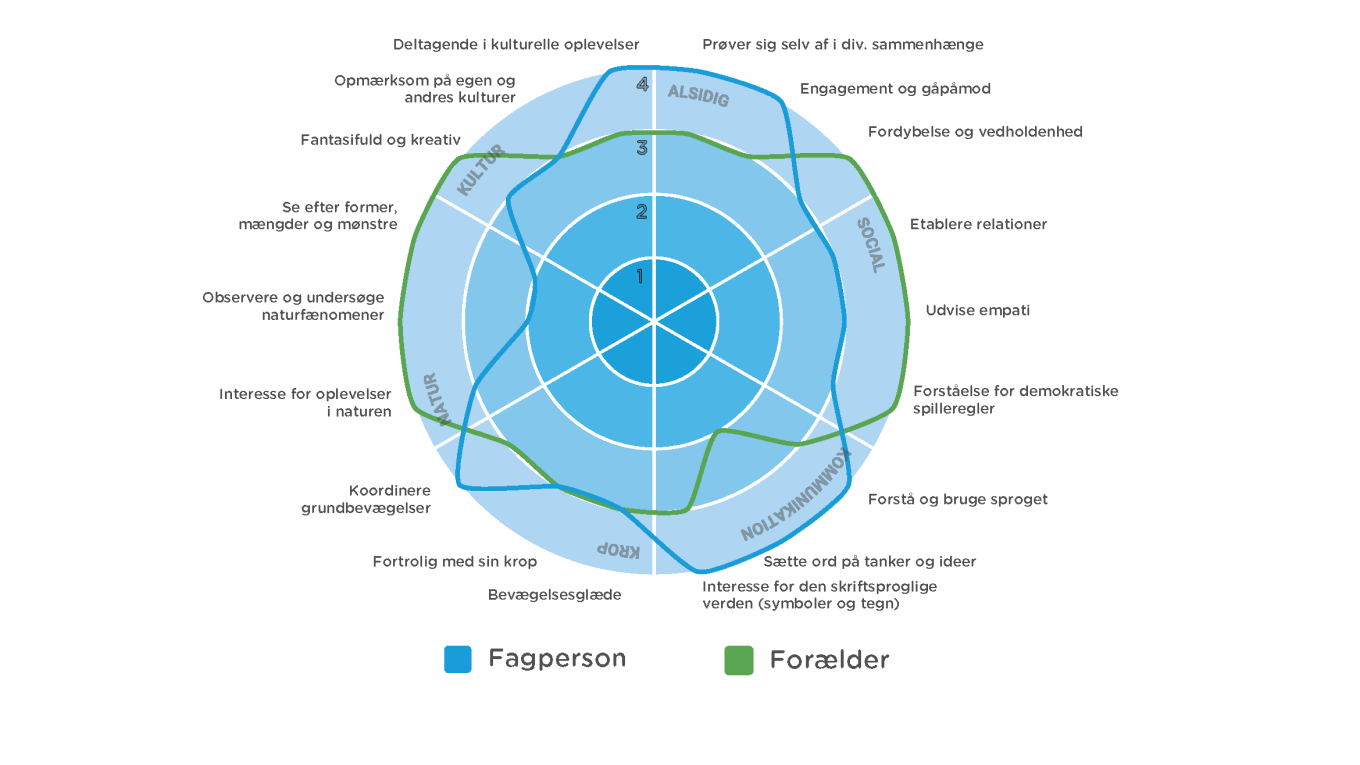 Deltagende i kulturelle oplevelser
Prøver sig selv af i div. sammenhænge
Opmærksom på egen og
andres kulturer
4
ALSIDIG
Engagement og gåpåmod
Fantasifuld og kreativ
KULTUR
3
Fordybelse og vedholdenhed
Se efter former,
mængder og mønstre
2
SOCIAL
Etablere relationer
1
Observere og undersøge
naturfænomener
Udvise empati
Interesse for oplevelser
i naturen
NATUR
Forståelse for demokratiske
spilleregler
Koordinere
grundbevægelser
KOMMUNIKATION
Forstå og bruge sproget
KROP
Fortrolig med sin krop
Sætte ord på tanker og ideer
Bevægelsesglæde
Interesse for den skriftsproglige
verden (symboler og tegn)
Fagperson
Forælder